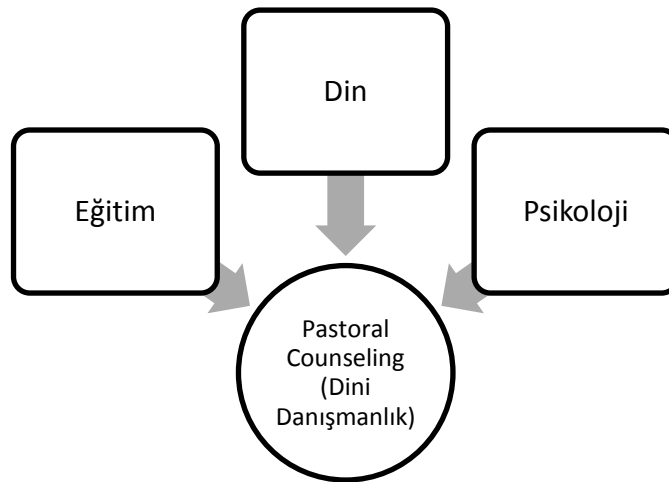 Din
Eğitim
Psikoloji
Pastoral
Counseling
(Dini
Danışmanlık)